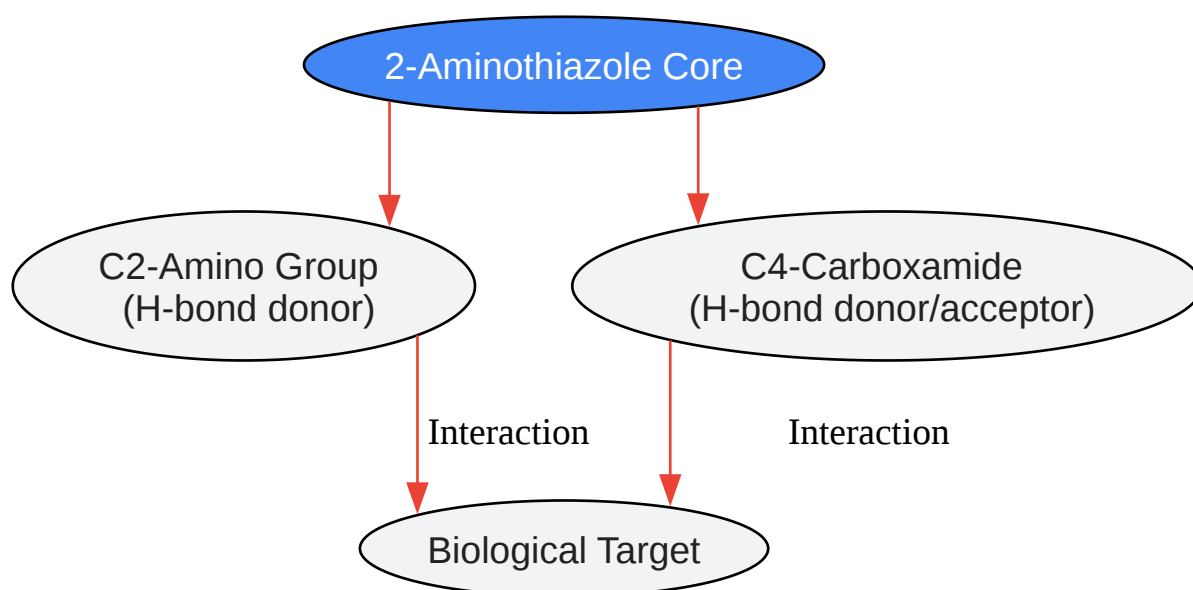 2-Aminothiazole Core
C2-Amino Group
(H-bond donor)
C4-Carboxamide
(H-bond donor/acceptor)
Interaction
Interaction
Biological Target